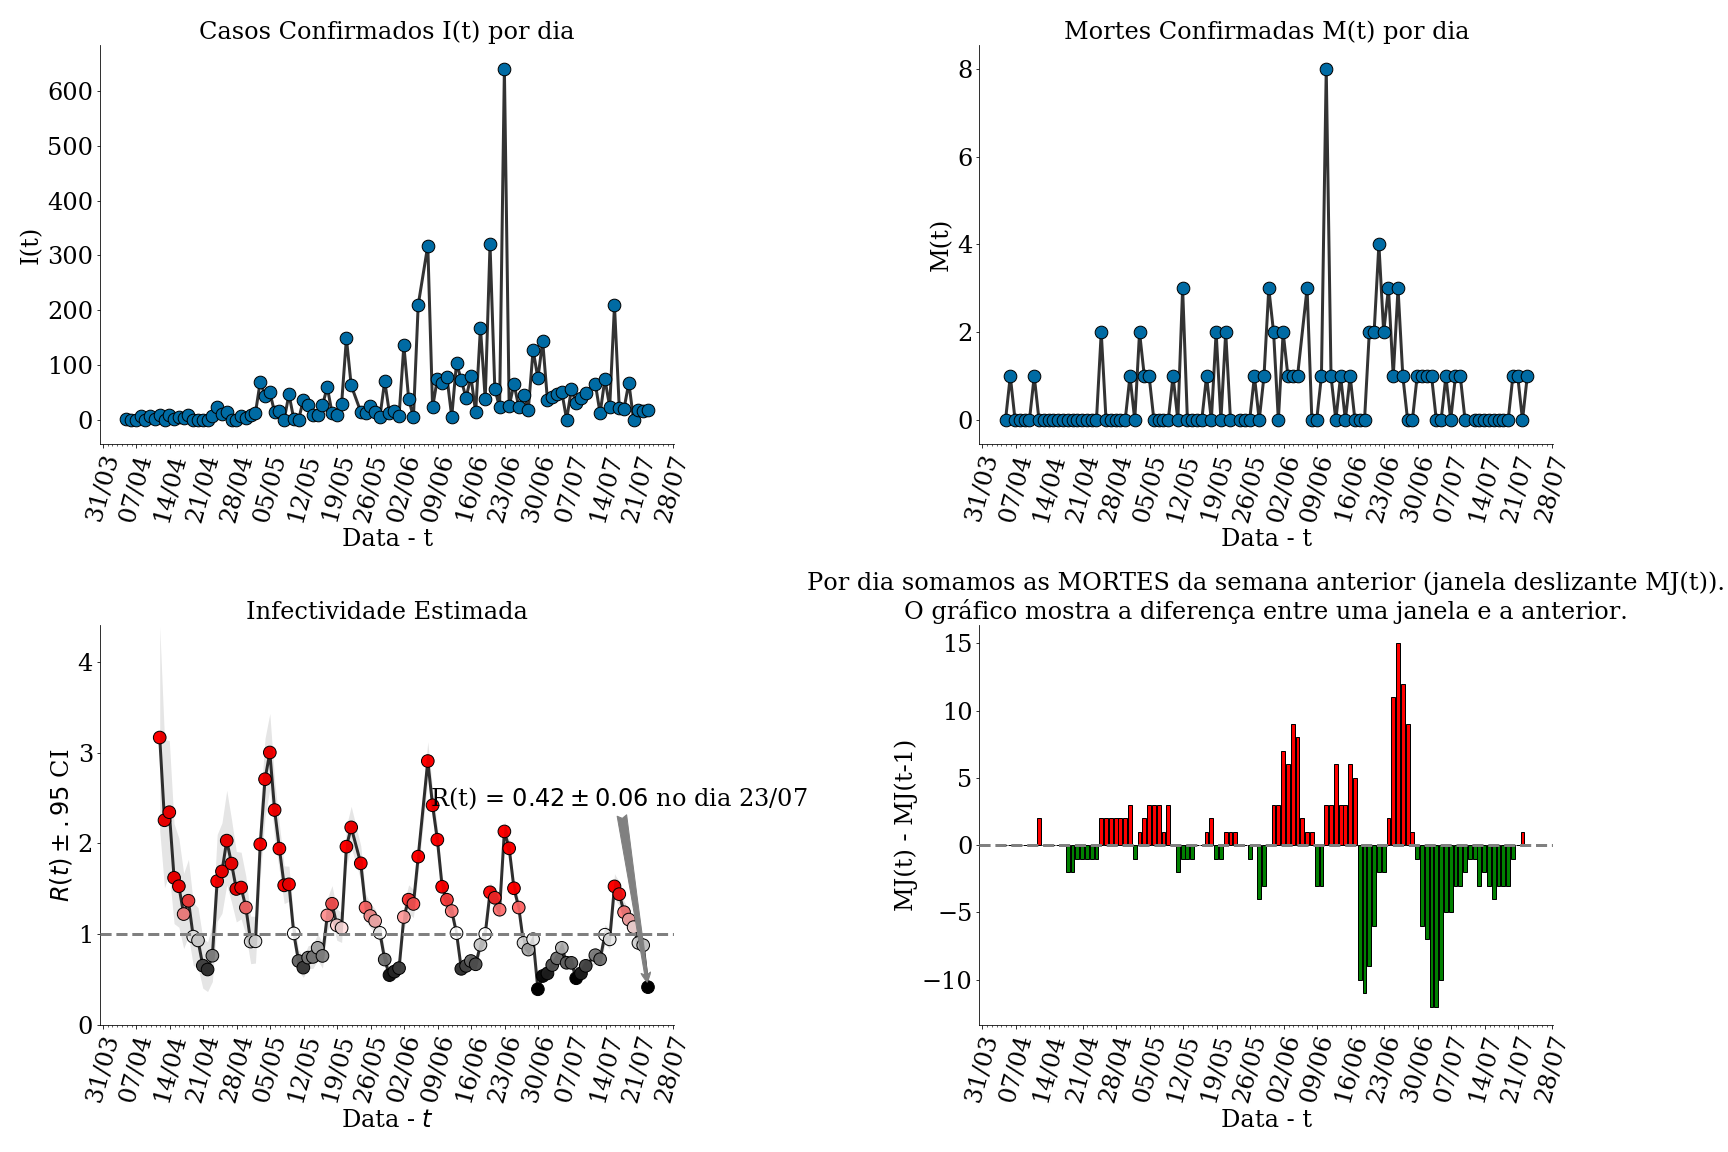 Casos Confirmados I(t) por dia
I(t)
600
500
400
300
200
100
0
31/03 07/04 14/04 21/04 28/04 05/05 12/05 19/05 26/05 02/06 09/06 16/06 23/06 30/06 07/07 14/07 21/07 28/07
Data - t
Mortes Confirmadas M(t) por dia
M(t)
8
6
4
2
0
31/03 07/04 14/04 21/04 28/04 05/05 12/05 19/05 26/05 02/06 09/06 16/06 23/06 30/06 07/07 14/07 21/07 28/07
Data - t
Infectividade Estimada
R(t) ± .95 CI
4
3
2
1
0
R(t) = 0.42 ± 0.06 no dia 23/07
31/03 07/04 14/04 21/04 28/04 05/05 12/05 19/05 26/05 02/06 09/06 16/06 23/06 30/06 07/07 14/07 21/07 28/07
Data - t
Por dia somamos as MORTES da semana anterior (janela deslizante MJ(t)).
O gráfico mostra a diferença entre uma janela e a anterior.
MJ(t) - MJ(t-1)
15
10
5
0
−5
−10
31/03 07/04 14/04 21/04 28/04 05/05 12/05 19/05 26/05 02/06 09/06 16/06 23/06 30/06 07/07 14/07 21/07 28/07
Data - t